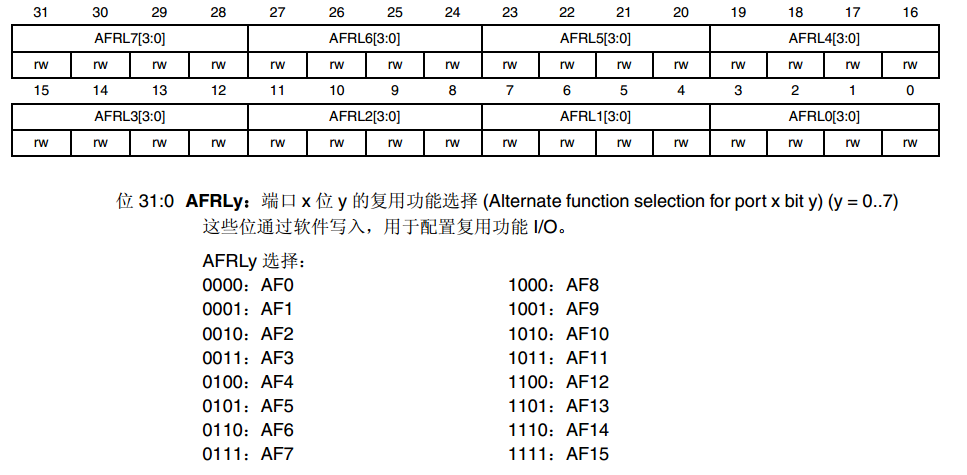 31 30 29 28 27 26 25 24 23 22 21 20 19 18 17 16
AFRL7[3:0] AFRL6[3:0] AFRL5[3:0] AFRL4[3:0]
rw rw rw rw rw rw rw rw rw rw rw rw rw rw rw rw
15 14 13 12 11 10 9 8 7 6 5 4 3 2 1 0
AFRL3[3:0] AFRL2[3:0] AFRL1[3:0] AFRL0[3:0]
rw rw rw rw rw rw rw rw rw rw rw rw rw rw rw rw
位 31:0 AFRLy：端口 x 位 y 的复用功能选择 (Alternate function selection for port x bit y) (y = 0..7)
这些位通过软件写入，用于配置复用功能 I/O。
AFRLy 选择：
0000：AF0 1000：AF8
0001：AF1 1001：AF9
0010：AF2 1010：AF10
0011：AF3 1011：AF11
0100：AF4 1100：AF12
0101：AF5 1101：AF13
0110：AF6 1110：AF14
0111：AF7 1111：AF15